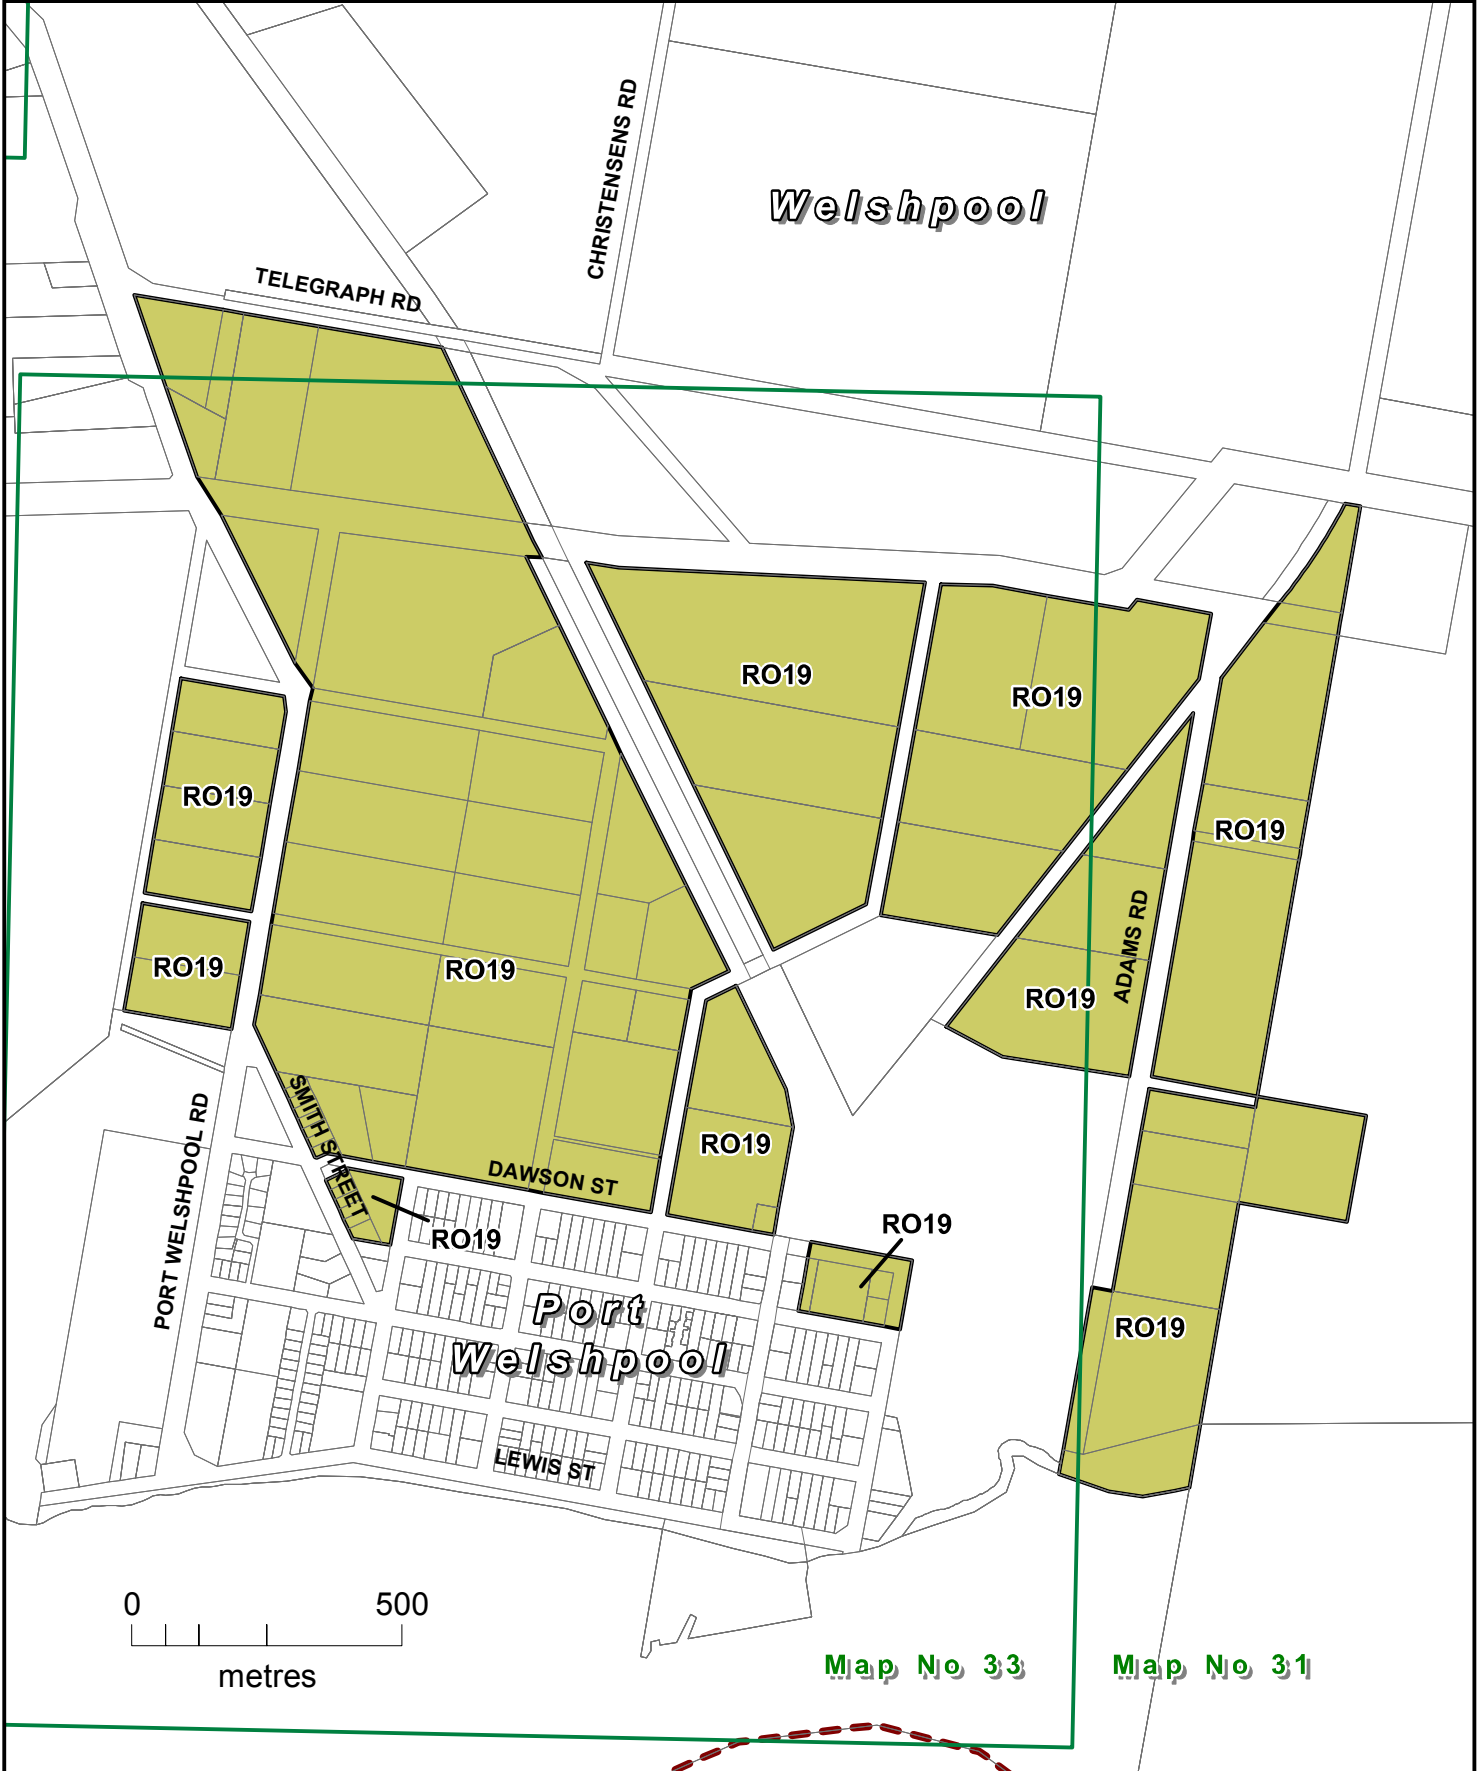 CHRISTENSENS RD
Welshpool
TELEGRAPH RD
RO19
RO19
RO19
RO19
RO19
RO19
RO19
ADAMS RD
SMITH STREET
PORT WELSHPOOL RD
RO19
DAWSON ST
RO19
RO19
Port
Welshpool
RO19
LEWIS ST
0 500
metres
Map No 33
Map No 31